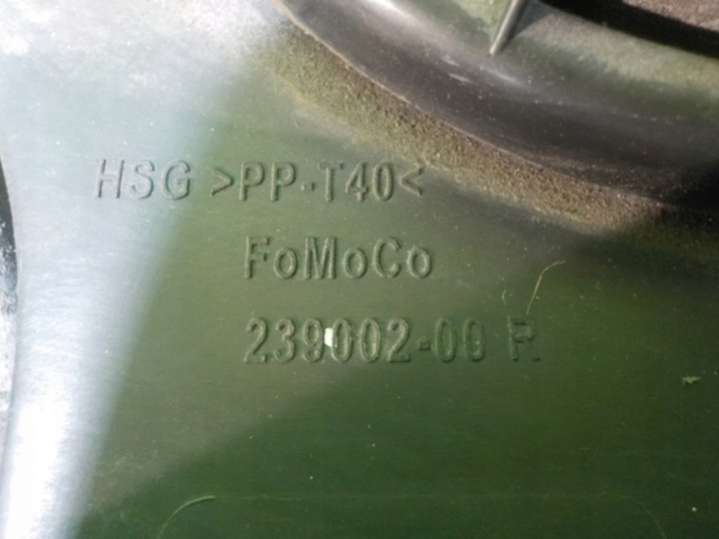 HSG >PP-T40<
FoMoCo
239002-00 R